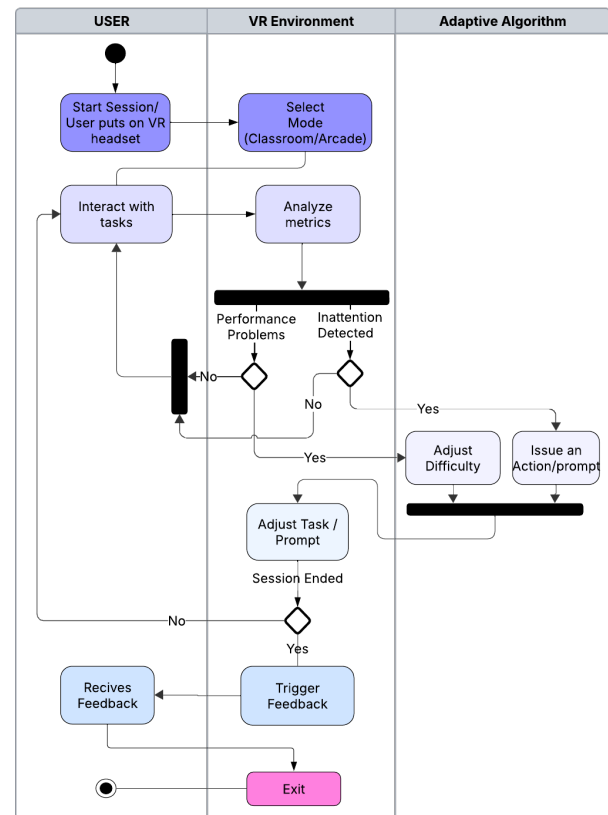 USER
VR Environment
Adaptive Algorithm
Start Session/
User puts on VR
headset
Select
Mode
(Classroom/Arcade)
Interact with
tasks
Analyze
metrics
Performance
Problems
Inattention
Detected
No
No
Yes
Yes
Adjust
Difficulty
Issue an
Action/prompt
Adjust Task /
Prompt
Session Ended
No
Yes
Recives
Feedback
Trigger
Feedback
Exit